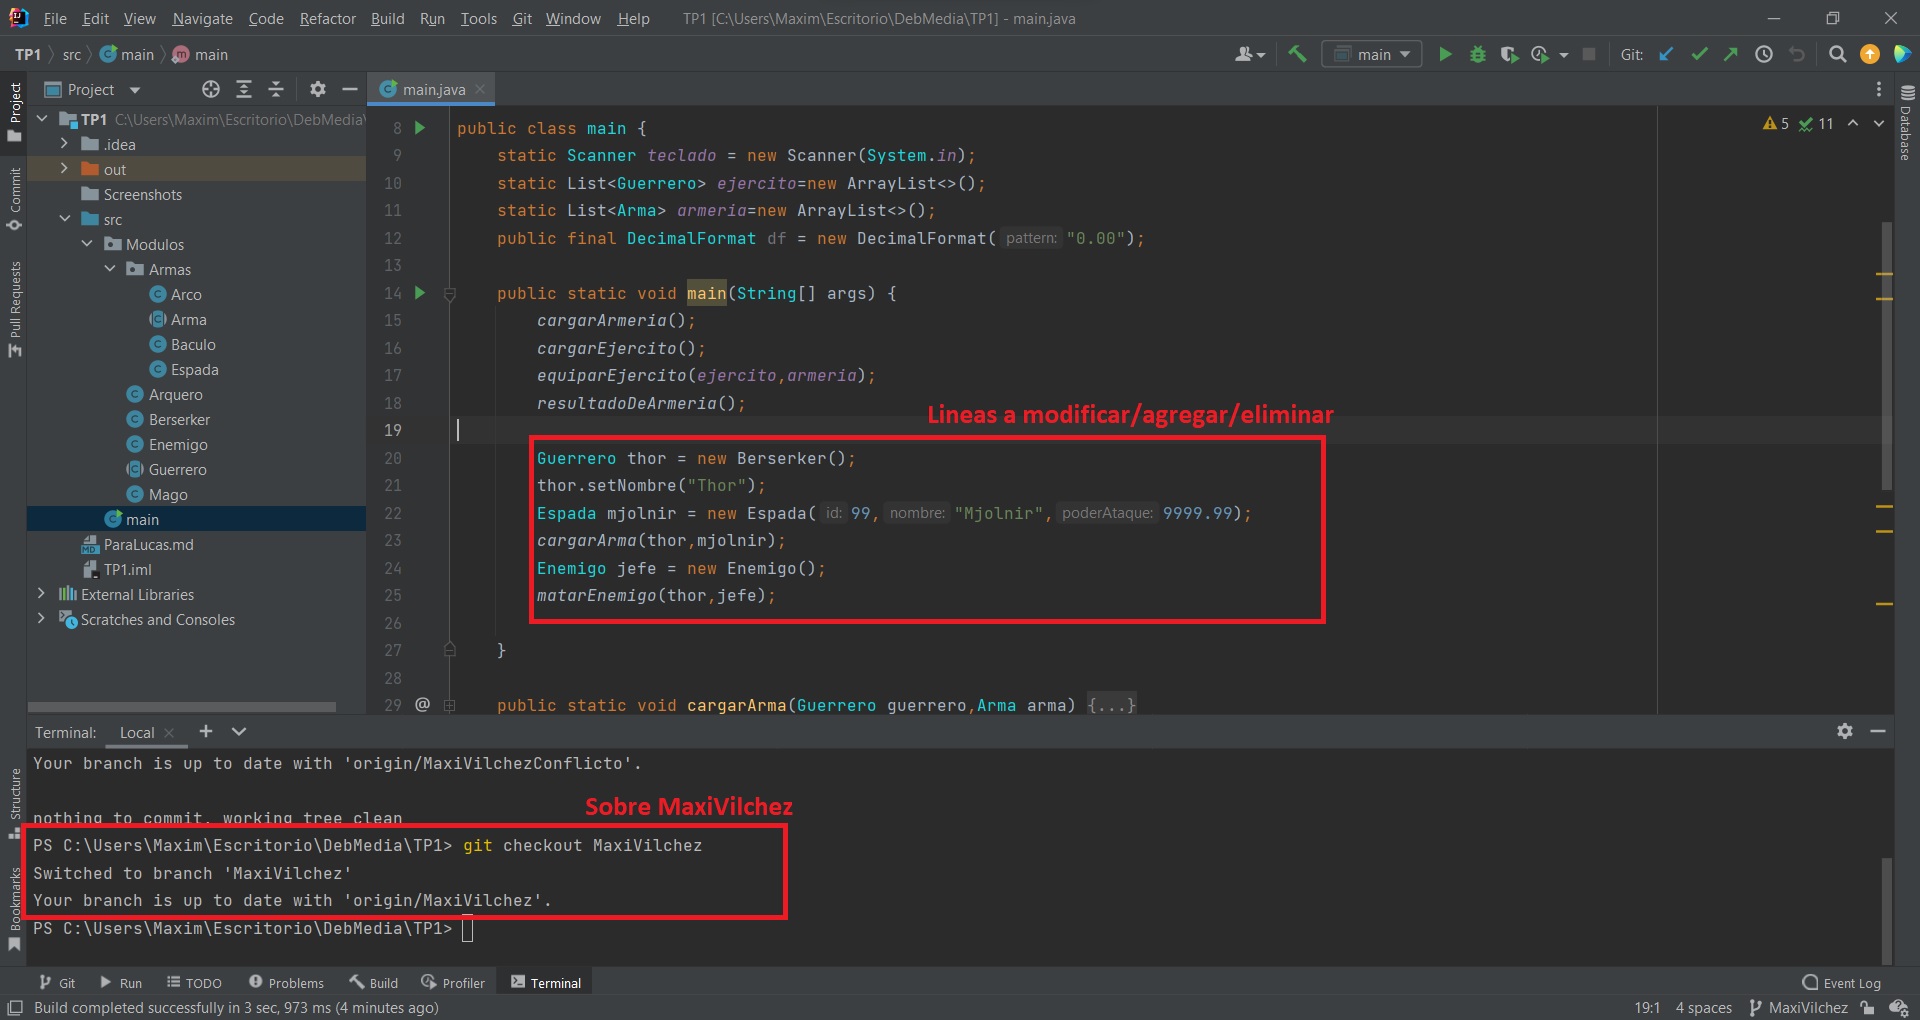 File Edit View Navigate Code Refactor Build Run Tools Git Window Help TP1 [C:\Users\Maxim\Escritorio\DebMedia\TP1] - main.java
TP1 src main m main
main Git:
Project
main.java
Project
Commit
Pull Requests
Structure
Bookmarks
Database
TP1 C:\Users\Maxim\Escritorio\DebMedia\
.idea
out
Screenshots
src
Modulos
Armas
C Arco
C Arma
C Baculo
C Espada
C Arquero
C Berserker
C Enemigo
C Guerrero
C Mago
C main
MD ParaLucas.md
TP1.iml
External Libraries
Scratches and Consoles
5 11
8 public class main {
9 static Scanner teclado = new Scanner(System.in);
10 static List<Guerrero> ejercito=new ArrayList<>();
11 static List<Arma> armeria=new ArrayList<>();
12 public final DecimalFormat df = new DecimalFormat( pattern: "0.00");
13
14 public static void main(String[] args) {
15 cargarArmeria();
16 cargarEjercito();
17 equiparEjercito(ejercito,armeria);
18 resultadoDeArmeria();
Lineas a modificar/agregar/eliminar
19
20 Guerrero thor = new Berserker();
21 thor.setNombre("Thor");
22 Espada mjolnir = new Espada( id: 99, nombre: "Mjolnir", poderAtaque: 9999.99);
23 cargarArma(thor,mjolnir);
24 Enemigo jefe = new Enemigo();
25 matarEnemigo(thor,jefe);
26
27 }
28
29 @ public static void cargarArma(Guerrero guerrero,Arma arma) {...}
Terminal: Local
Your branch is up to date with 'origin/MaxiVilchezConflicto'.
Sobre MaxiVilchez
nothing to commit, working tree clean
PS C:\Users\Maxim\Escritorio\DebMedia\TP1> git checkout MaxiVilchez
Switched to branch 'MaxiVilchez'
Your branch is up to date with 'origin/MaxiVilchez'.
PS C:\Users\Maxim\Escritorio\DebMedia\TP1>
Git Run TODO Problems Build Profiler Terminal Event Log
Build completed successfully in 3 sec, 973 ms (4 minutes ago) 19:1 4 spaces MaxiVilchez